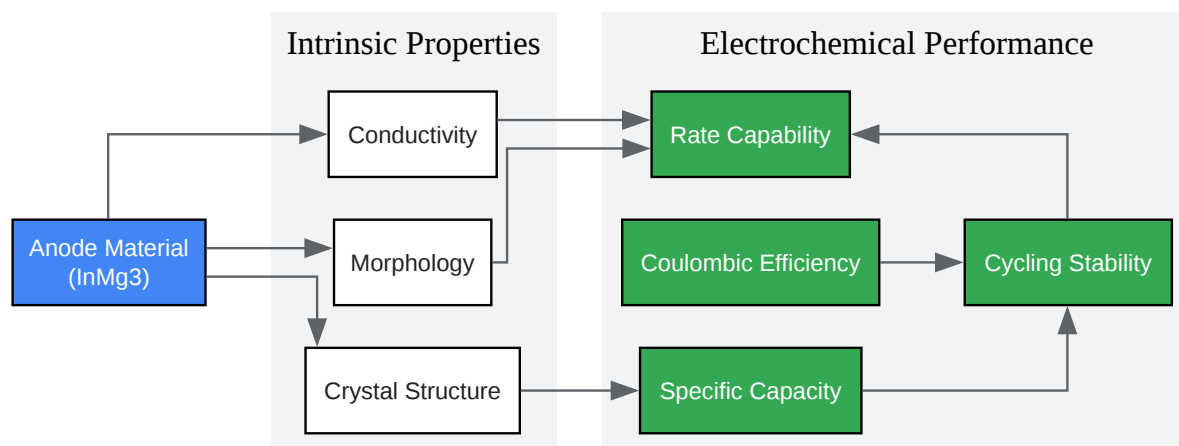 Intrinsic Properties
Electrochemical Performance
Conductivity
Rate Capability
Anode Material
(InMg3)
Morphology
Coulombic Efficiency
Cycling Stability
Crystal Structure
Specific Capacity